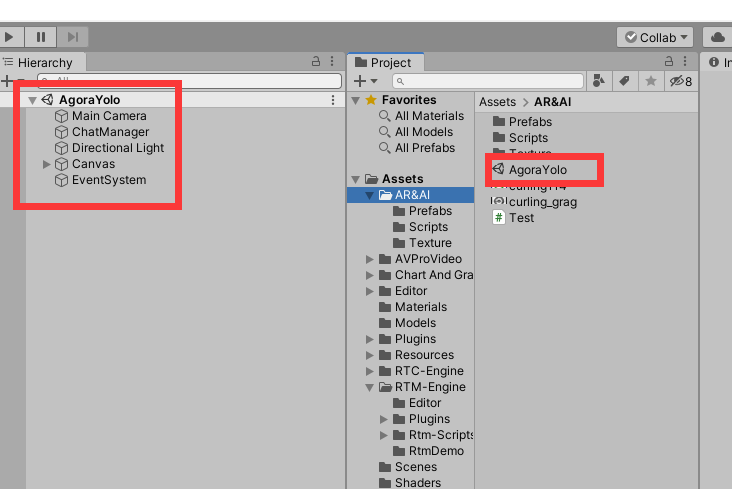 Collab
Hierarchy
Project
In
All
8
AgoraYolo
Main Camera
ChatManager
Directional Light
Canvas
EventSystem
Favorites
All Materials
All Models
All Prefabs
Assets
AR&AI
Prefabs
Scripts
Texture
AVProVideo
Chart And Gra
Editor
Materials
Models
Plugins
Resources
RTC-Engine
RTM-Engine
Editor
Plugins
Rtm-Scripts
RtmDemo
Scenes
Shaders
Assets > AR&AI
Prefabs
Scripts
Texture
AgoraYolo
curling114
curling_grag
Test